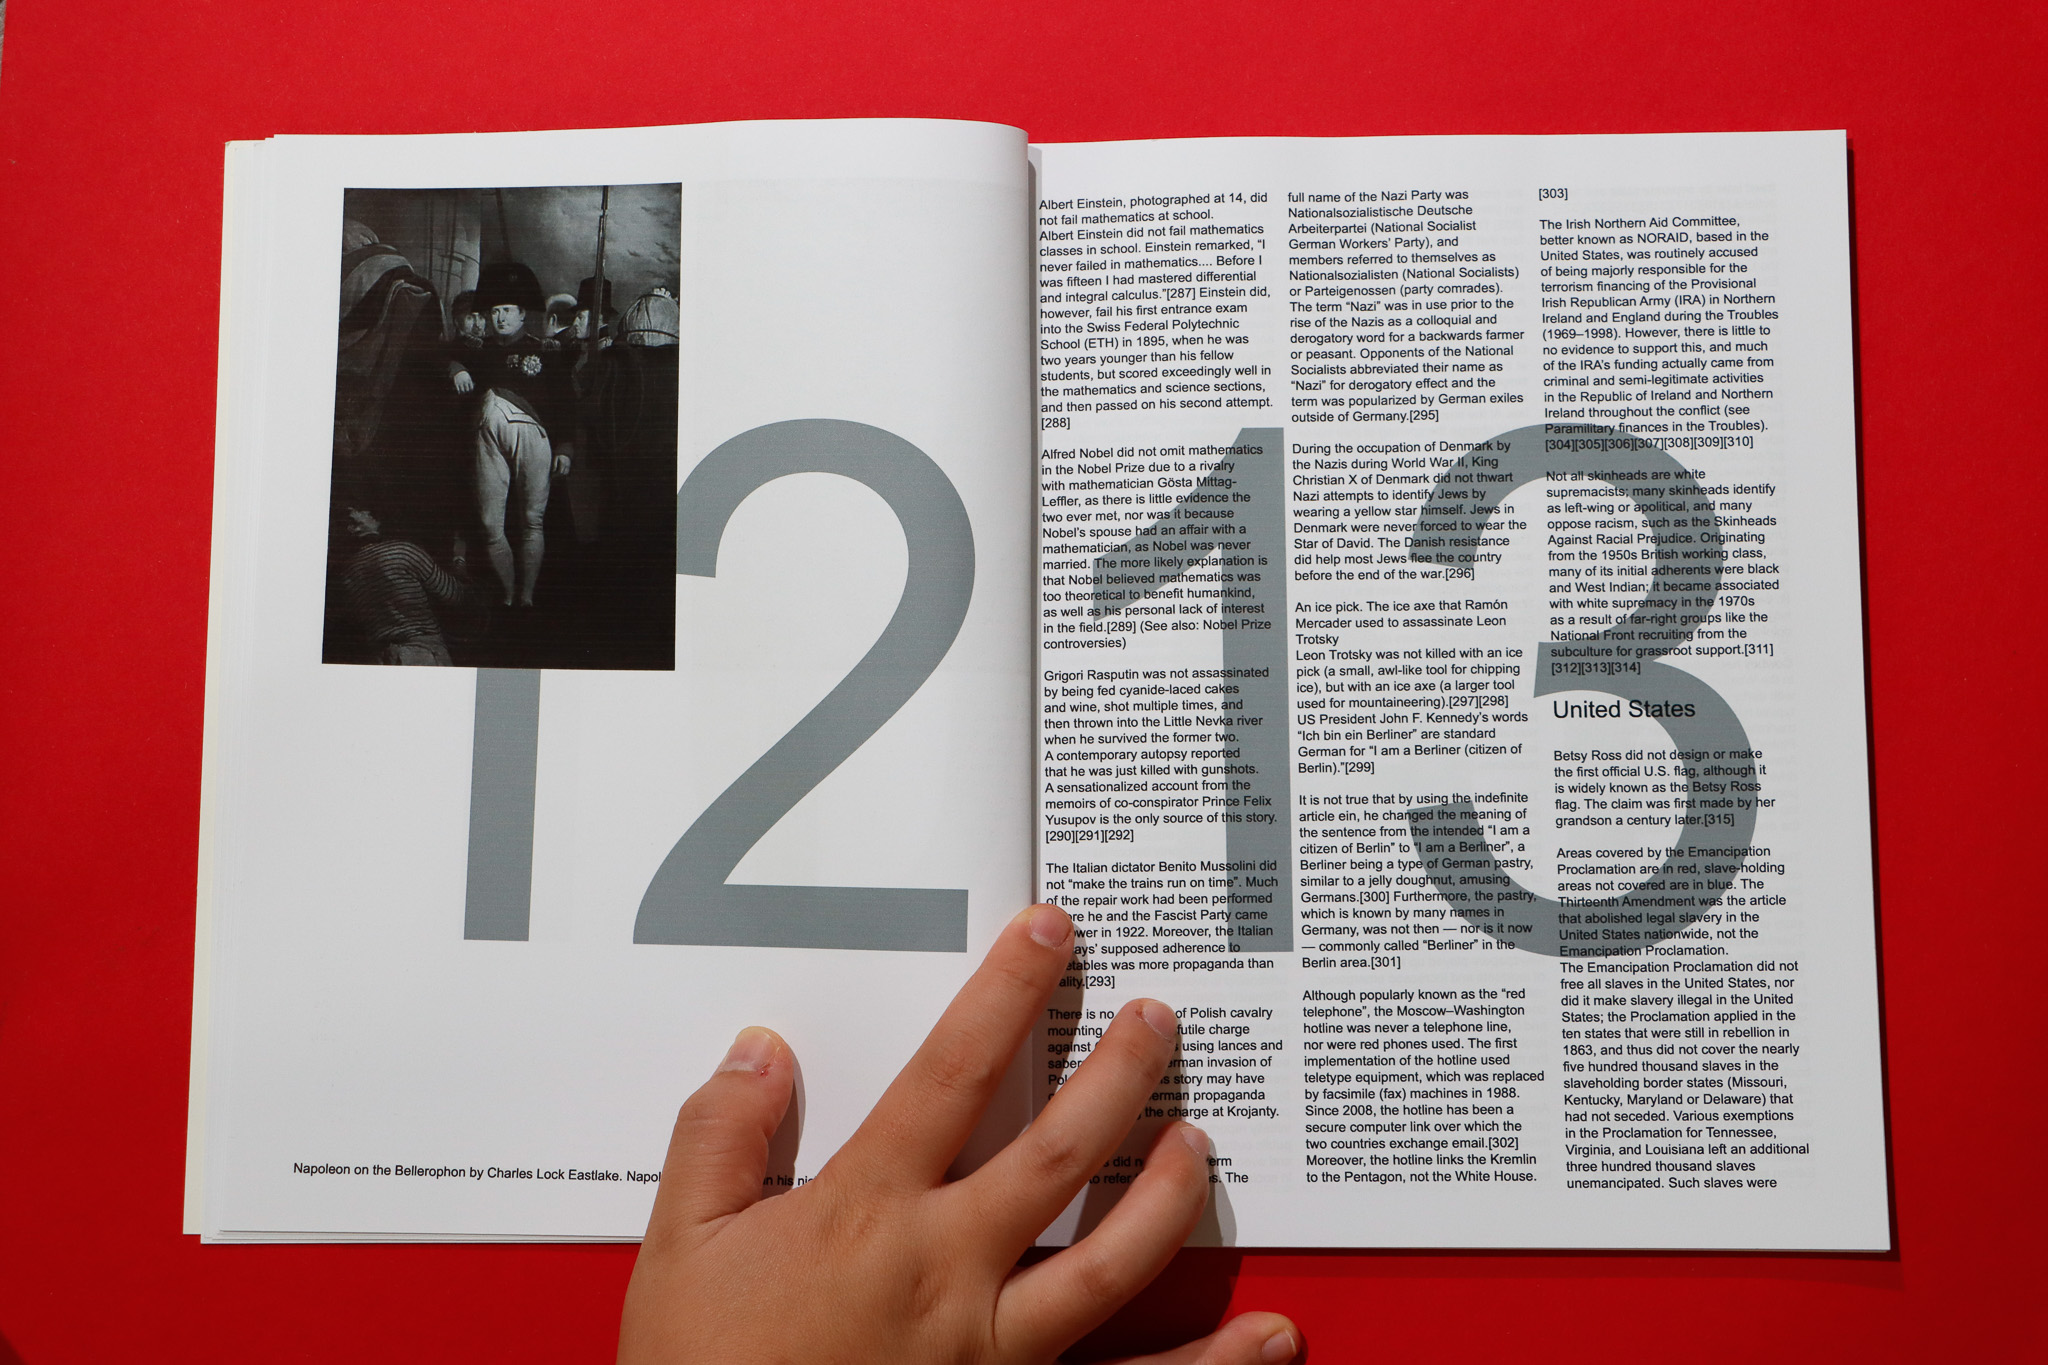 12
Napoleon on the Bellerophon by Charles Lock Eastlake. his
13
Albert Einstein, photographed at 14, did
not fail mathematics at school.
Albert Einstein did not fail mathematics
classes in school. Einstein remarked, “I
never failed in mathematics.... Before I
was fifteen I had mastered differential
and integral calculus.”[287] Einstein did,
however, fail his first entrance exam
into the Swiss Federal Polytechnic
School (ETH) in 1895, when he was
two years younger than his fellow
students, but scored exceedingly well in
the mathematics and science sections,
and then passed on his second attempt.
[288]
Alfred Nobel did not omit mathematics
in the Nobel Prize due to a rivalry
with mathematician Gösta Mittag-
Leffler, as there is little evidence the
two ever met, nor was it because
Nobel’s spouse had an affair with a
mathematician, as Nobel was never
married. The more likely explanation is
that Nobel believed mathematics was
too theoretical to benefit humankind,
as well as his personal lack of interest
in the field.[289] (See also: Nobel Prize
controversies)
Grigori Rasputin was not assassinated
by being fed cyanide-laced cakes
and wine, shot multiple times, and
then thrown into the Little Nevka river
when he survived the former two.
A contemporary autopsy reported
that he was just killed with gunshots.
A sensationalized account from the
memoirs of co-conspirator Prince Felix
Yusupov is the only source of this story.
[290][291][292]
The Italian dictator Benito Mussolini did
not “make the trains run on time”. Much
of the repair work had been performed
he and the Fascist Party came
in 1922. Moreover, the Italian
supposed adherence to
was more propaganda than
[293]
There is no of Polish cavalry
mounting futile charge
against using lances and
invasion of
story may have
propaganda
the charge at Krojanty.
did
to refer The
full name of the Nazi Party was
Nationalsozialistische Deutsche
Arbeiterpartei (National Socialist
German Workers’ Party), and
members referred to themselves as
Nationalsozialisten (National Socialists)
or Parteigenossen (party comrades).
The term “Nazi” was in use prior to the
rise of the Nazis as a colloquial and
derogatory word for a backwards farmer
or peasant. Opponents of the National
Socialists abbreviated their name as
“Nazi” for derogatory effect and the
term was popularized by German exiles
outside of Germany.[295]
During the occupation of Denmark by
the Nazis during World War II, King
Christian X of Denmark did not thwart
Nazi attempts to identify Jews by
wearing a yellow star himself. Jews in
Denmark were never forced to wear the
Star of David. The Danish resistance
did help most Jews flee the country
before the end of the war.[296]
An ice pick. The ice axe that Ramón
Mercader used to assassinate Leon
Trotsky
Leon Trotsky was not killed with an ice
pick (a small, awl-like tool for chipping
ice), but with an ice axe (a larger tool
used for mountaineering).[297][298]
US President John F. Kennedy’s words
“Ich bin ein Berliner” are standard
German for “I am a Berliner (citizen of
Berlin).”[299]
It is not true that by using the indefinite
article ein, he changed the meaning of
the sentence from the intended “I am a
citizen of Berlin” to “I am a Berliner”, a
Berliner being a type of German pastry,
similar to a jelly doughnut, amusing
Germans.[300] Furthermore, the pastry,
which is known by many names in
Germany, was not then — nor is it now
— commonly called “Berliner” in the
Berlin area.[301]
Although popularly known as the “red
telephone”, the Moscow–Washington
hotline was never a telephone line,
nor were red phones used. The first
implementation of the hotline used
teletype equipment, which was replaced
by facsimile (fax) machines in 1988.
Since 2008, the hotline has been a
secure computer link over which the
two countries exchange email.[302]
Moreover, the hotline links the Kremlin
to the Pentagon, not the White House.
[303]
The Irish Northern Aid Committee,
better known as NORAID, based in the
United States, was routinely accused
of being majorly responsible for the
terrorism financing of the Provisional
Irish Republican Army (IRA) in Northern
Ireland and England during the Troubles
(1969–1998). However, there is little to
no evidence to support this, and much
of the IRA’s funding actually came from
criminal and semi-legitimate activities
in the Republic of Ireland and Northern
Ireland throughout the conflict (see
Paramilitary finances in the Troubles).
[304][305][306][307][308][309][310]
Not all skinheads are white
supremacists; many skinheads identify
as left-wing or apolitical, and many
oppose racism, such as the Skinheads
Against Racial Prejudice. Originating
from the 1950s British working class,
many of its initial adherents were black
and West Indian; it became associated
with white supremacy in the 1970s
as a result of far-right groups like the
National Front recruiting from the
subculture for grassroot support.[311]
[312][313][314]
United States
Betsy Ross did not design or make
the first official U.S. flag, although it
is widely known as the Betsy Ross
flag. The claim was first made by her
grandson a century later.[315]
Areas covered by the Emancipation
Proclamation are in red, slave-holding
areas not covered are in blue. The
Thirteenth Amendment was the article
that abolished legal slavery in the
United States nationwide, not the
Emancipation Proclamation.
The Emancipation Proclamation did not
free all slaves in the United States, nor
did it make slavery illegal in the United
States; the Proclamation applied in the
ten states that were still in rebellion in
1863, and thus did not cover the nearly
five hundred thousand slaves in the
slaveholding border states (Missouri,
Kentucky, Maryland or Delaware) that
had not seceded. Various exemptions
in the Proclamation for Tennessee,
Virginia, and Louisiana left an additional
three hundred thousand slaves
unemancipated. Such slaves were